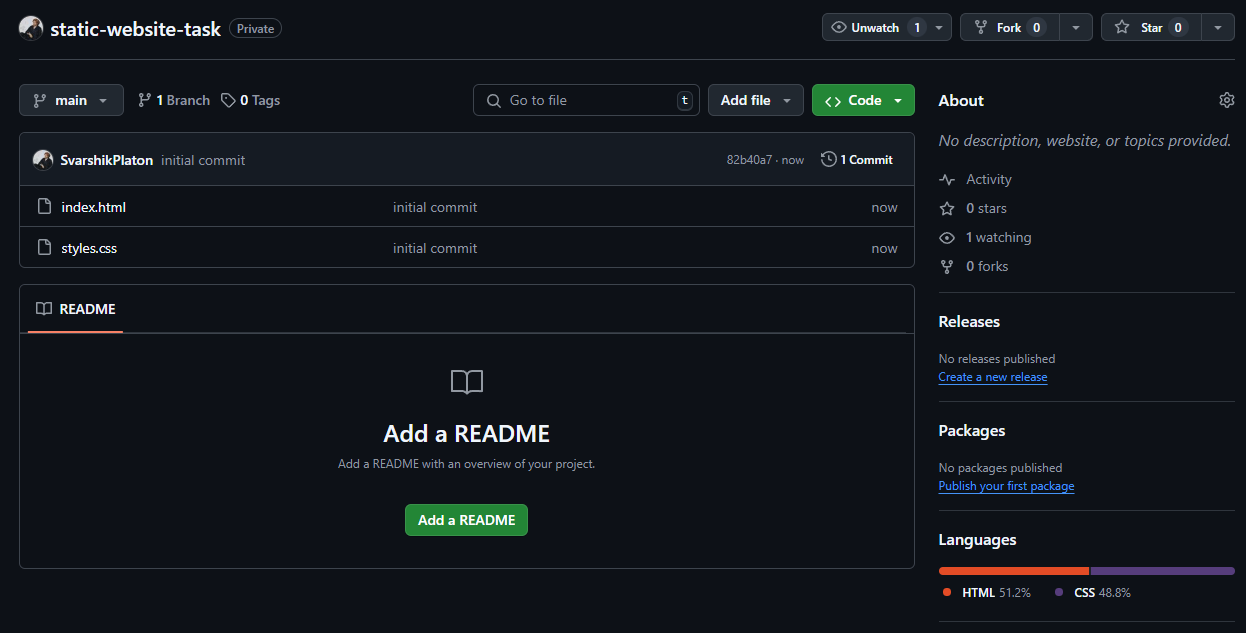 static-website-task Private Unwatch 1 Fork 0 Star 0
main 1 Branch 0 Tags Go to file t Add file Code
SvarshikPlaton initial commit 82b40a7 · now 1 Commit
index.html initial commit now
styles.css initial commit now
README
Add a README
Add a README with an overview of your project.
Add a README
About
No description, website, or topics provided.
Activity
0 stars
1 watching
0 forks
Releases
No releases published
Create a new release
Packages
No packages published
Publish your first package
Languages
HTML 51.2% CSS 48.8%